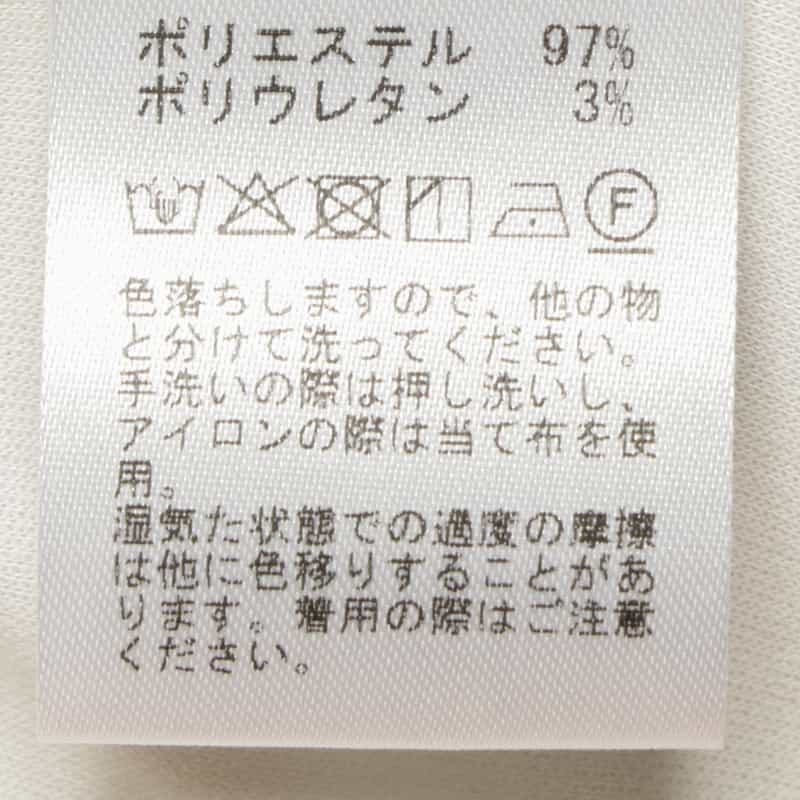 ポリエステル 97%
ポリウレタン 3%
F
色落ちしますので、他の物
と分けて洗ってください。
手洗いの際は押し洗いし、
アイロンの際は当て布を使
用。
湿気た状態での過度の摩擦
は他に色移りすることがあ
ります。着用の際はご注意
ください。